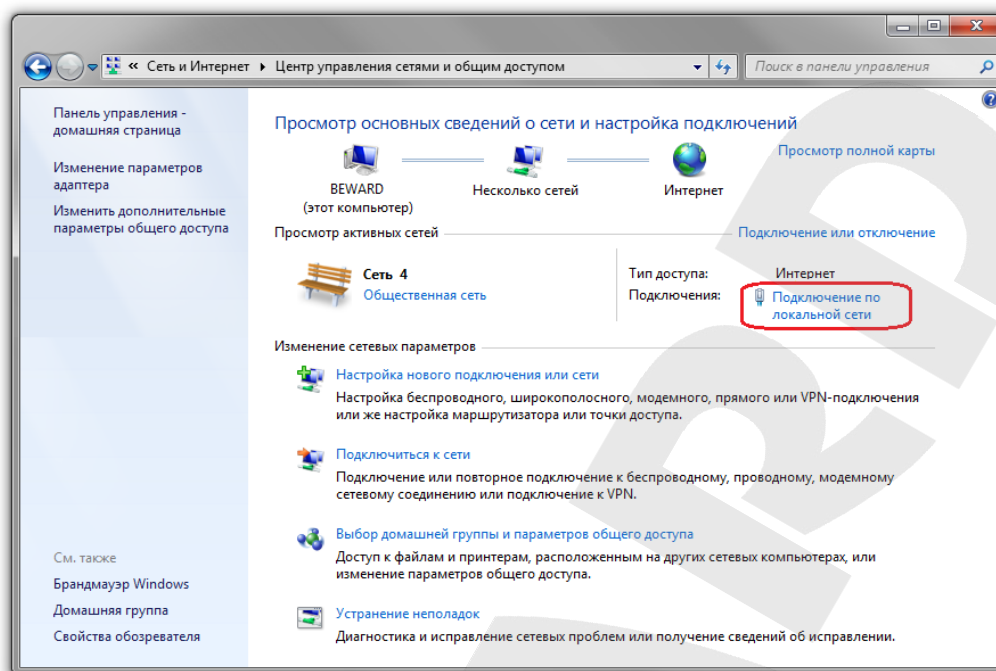 « Сеть и Интернет ▸ Центр управления сетями и общим доступом
Поиск в панели управления
Панель управления -
домашняя страница
Изменение параметров
адаптера
Изменить дополнительные
параметры общего доступа
См. также
Брандмауэр Windows
Домашняя группа
Свойства обозревателя
Просмотр основных сведений о сети и настройка подключений
Просмотр полной карты
BEWARD
(этот компьютер)
Несколько сетей
Интернет
Просмотр активных сетей
Подключение или отключение
Сеть 4
Общественная сеть
Тип доступа: Интернет
Подключения: Подключение по
локальной сети
Изменение сетевых параметров
Настройка нового подключения или сети
Настройка беспроводного, широкополосного, модемного, прямого или VPN-подключения
или же настройка маршрутизатора или точки доступа.
Подключиться к сети
Подключение или повторное подключение к беспроводному, проводному, модемному
сетевому соединению или подключение к VPN.
Выбор домашней группы и параметров общего доступа
Доступ к файлам и принтерам, расположенным на других сетевых компьютерах, или
изменение параметров общего доступа.
Устранение неполадок
Диагностика и исправление сетевых проблем или получение сведений об исправлении.
ARD